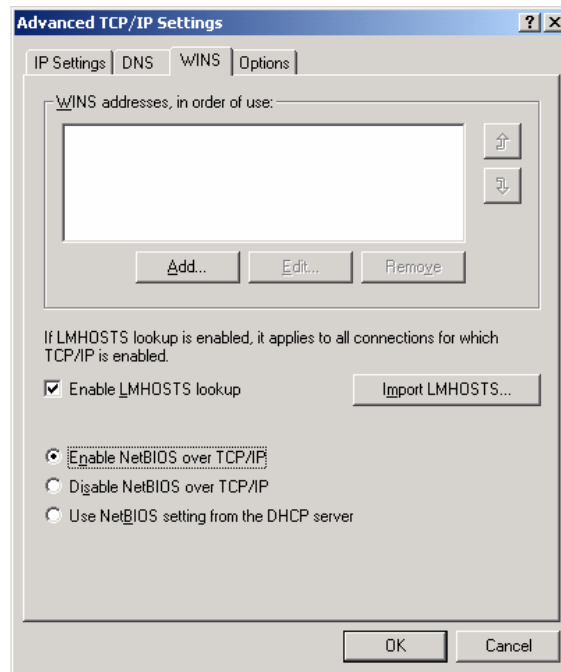 Advanced TCP/IP Settings
IP Settings DNS WINS Options
WINS addresses, in order of use:
Add... Edit... Remove
If LMHOSTS lookup is enabled, it applies to all connections for which
TCP/IP is enabled.
Enable LMHOSTS lookup Import LMHOSTS...
Enable NetBIOS over TCP/IP
Disable NetBIOS over TCP/IP
Use NetBIOS setting from the DHCP server
OK Cancel